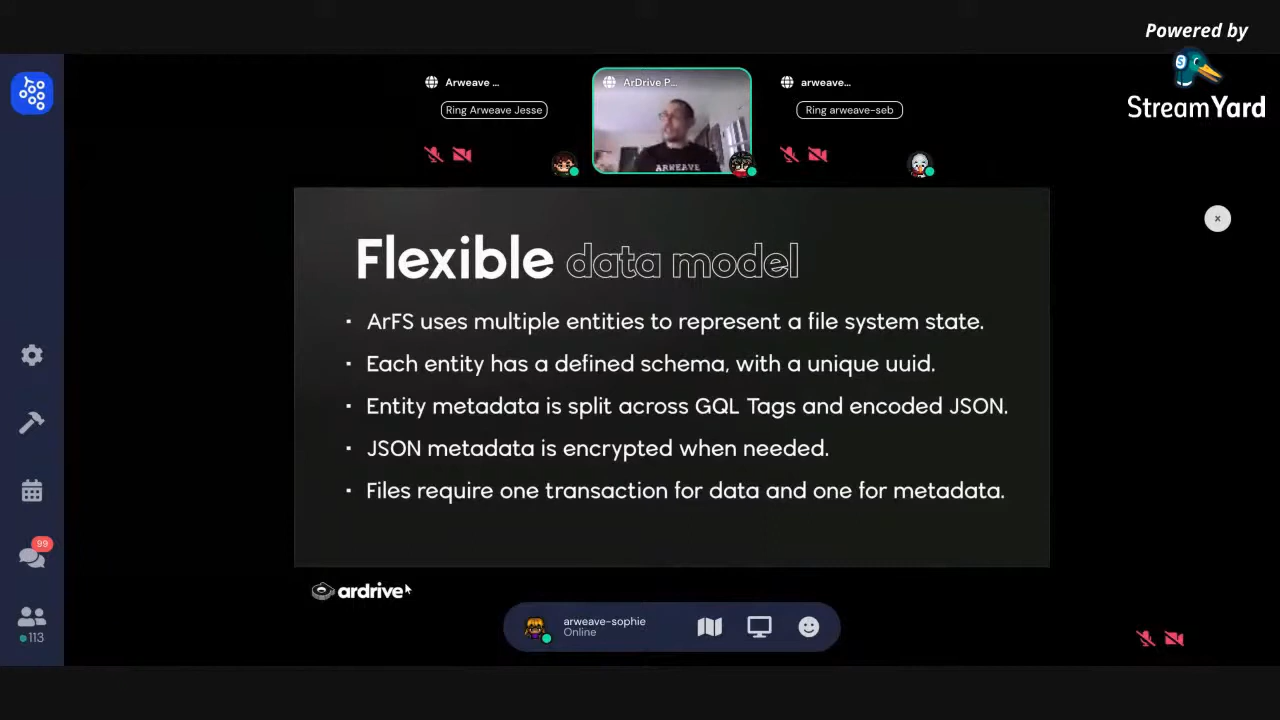 Powered by
StreamYard
Arweave ...
Ring Arweave Jesse
ArDrive P...
ARWEAVE
arweave...
Ring arweave-seb
Flexible data model
· ArFS uses multiple entities to represent a file system state.
· Each entity has a defined schema, with a unique uuid.
· Entity metadata is split across GQL Tags and encoded JSON.
· JSON metadata is encrypted when needed.
· Files require one transaction for data and one for metadata.
ardrive
arweave-sophie
Online
99
113